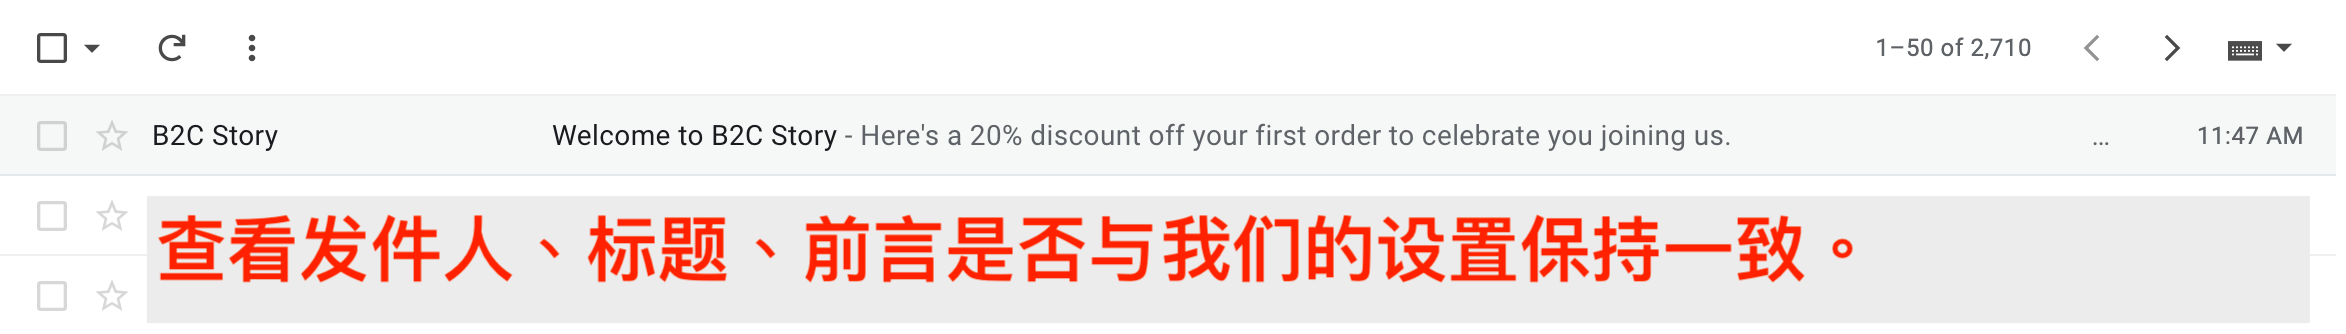 1–50 of 2,710
B2C Story Welcome to B2C Story - Here's a 20% discount off your first order to celebrate you joining us. ... 11:47 AM
查看发件人、标题、前言是否与我们的设置保持一致。